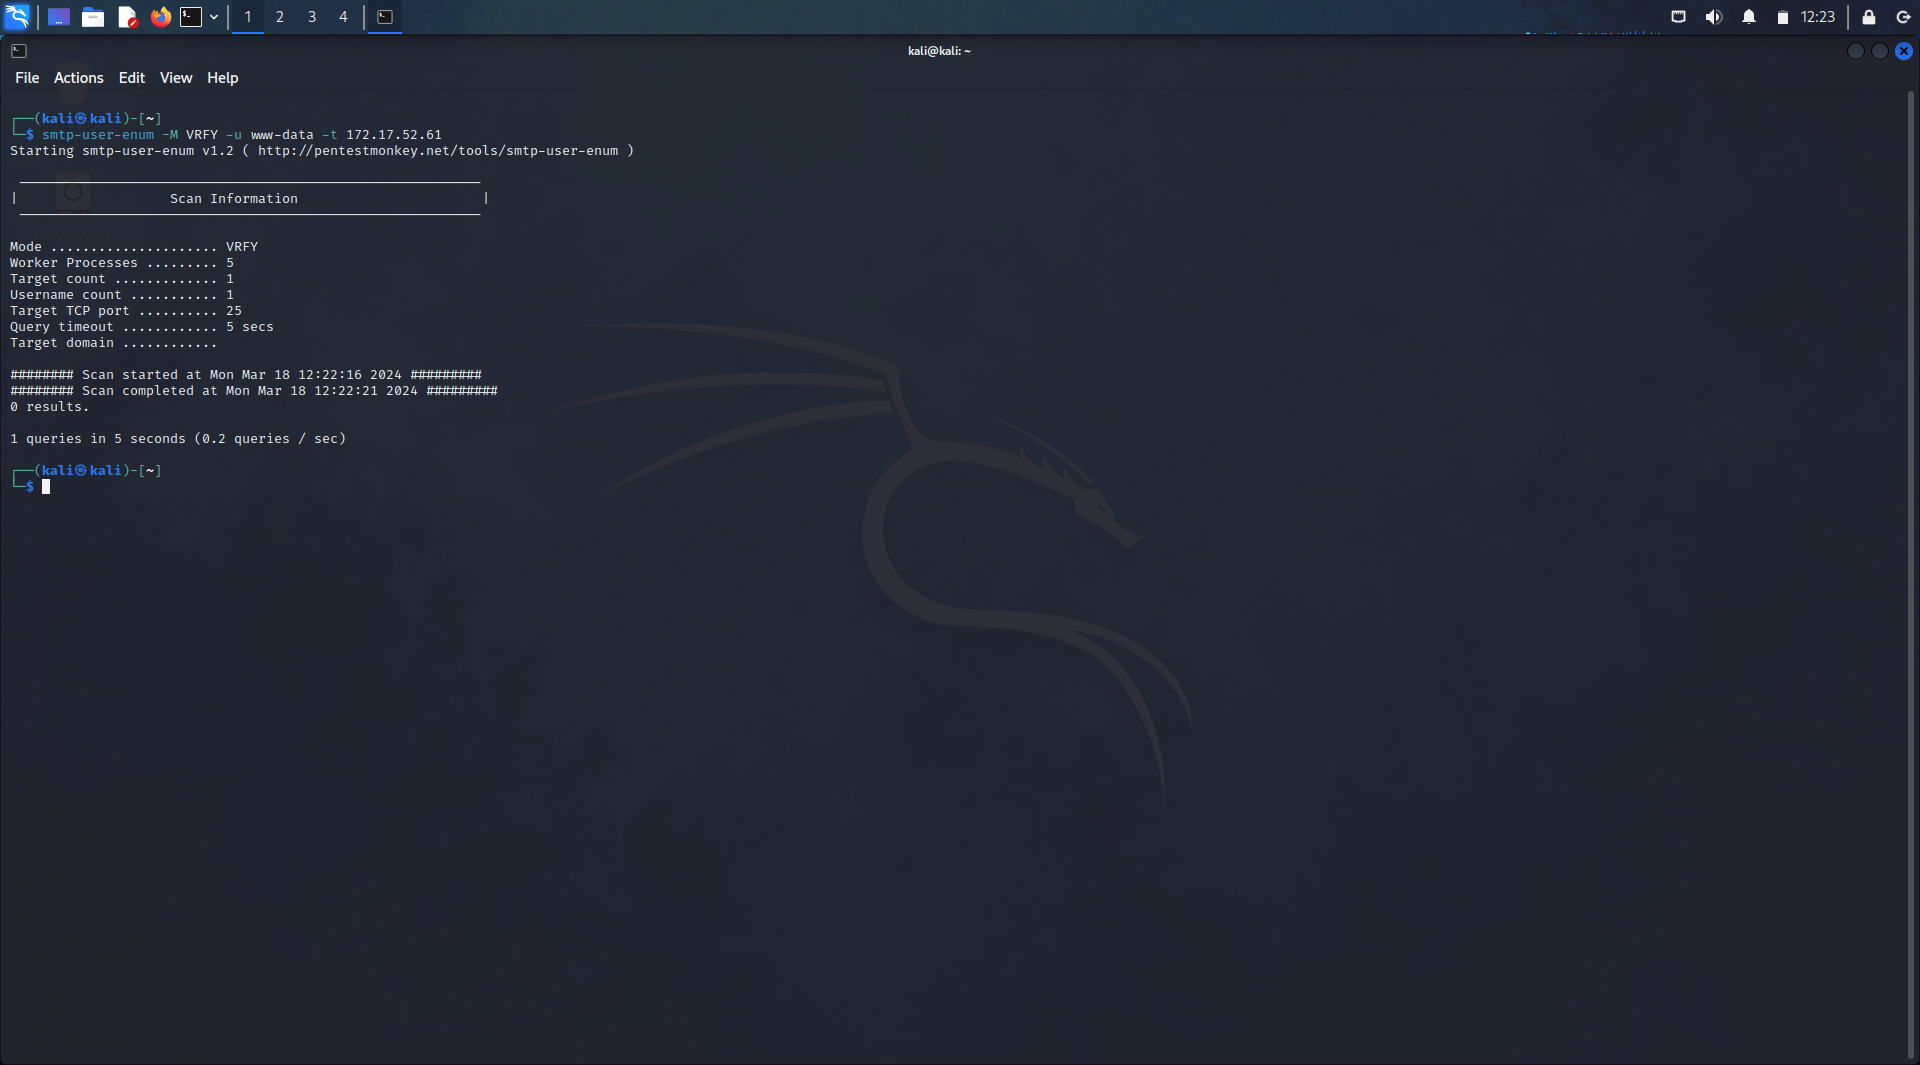 1 2 3 4 12:23
kali@kali: ~
File Actions Edit View Help
┌──(kali㉿kali)-[~]
└─$ smtp-user-enum -M VRFY -u www-data -t 172.17.52.61
Starting smtp-user-enum v1.2 ( http://pentestmonkey.net/tools/smtp-user-enum )
| Scan Information |
File System
Mode ..................... VRFY
Worker Processes ......... 5
Target count ............. 1
Username count ........... 1
Target TCP port .......... 25
Query timeout ............ 5 secs
Target domain ............
######## Scan started at Mon Mar 18 12:22:16 2024 #########
######## Scan completed at Mon Mar 18 12:22:21 2024 #########
0 results.
1 queries in 5 seconds (0.2 queries / sec)
┌──(kali㉿kali)-[~]
└─$